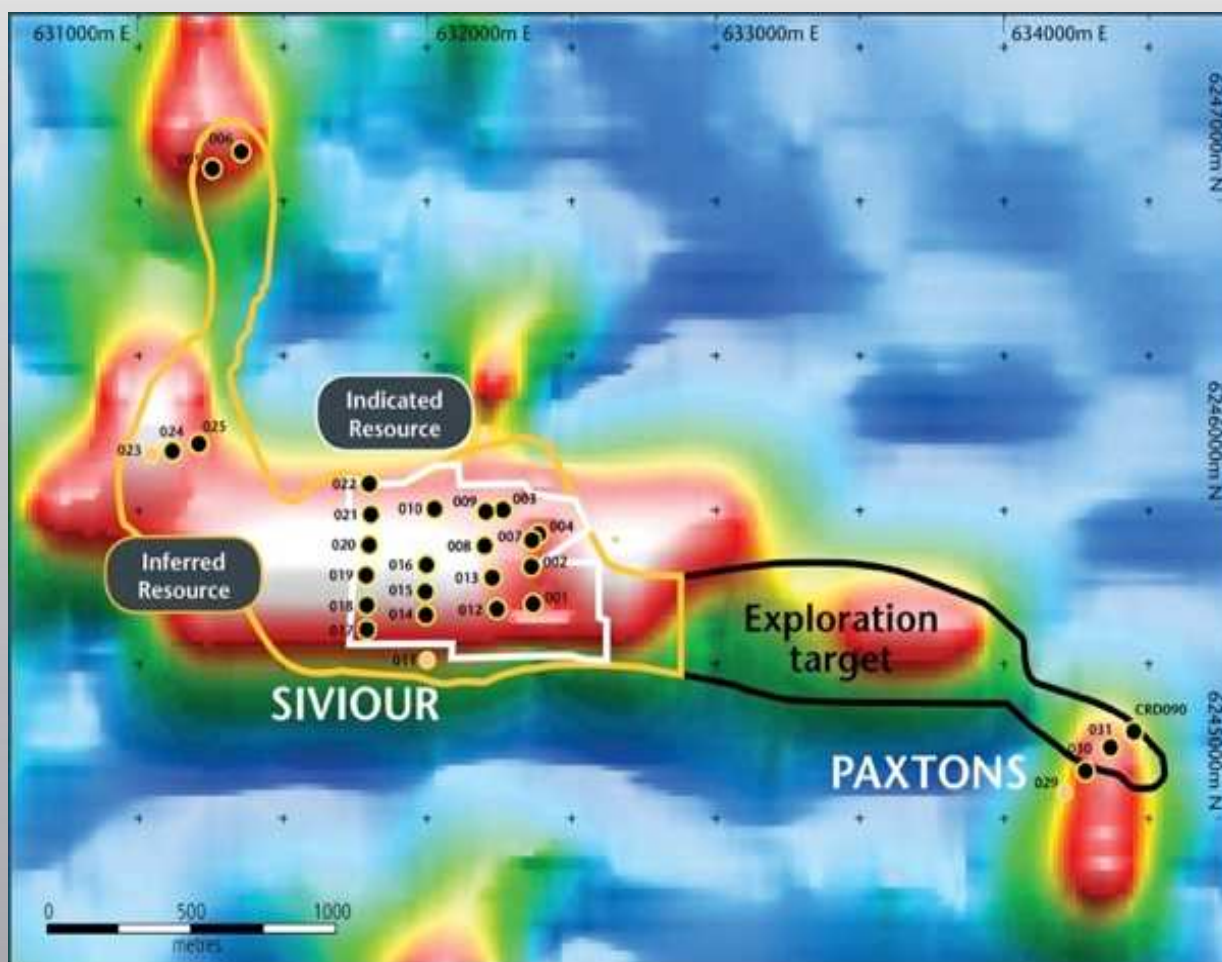 631000m E
632000m E
633000m E
634000m E
6247000m N
006
005
Indicated
Resource
6246000m N
025
024
023
022
003
009
010
021
004
007
020
008
002
016
Inferred
Resource
019
013
015
018
001
012
014
017
Exploration
target
011
SIVIOUR
CRD090
031
030
PAXTONS
029
6245000m N
0
500
1000
metres